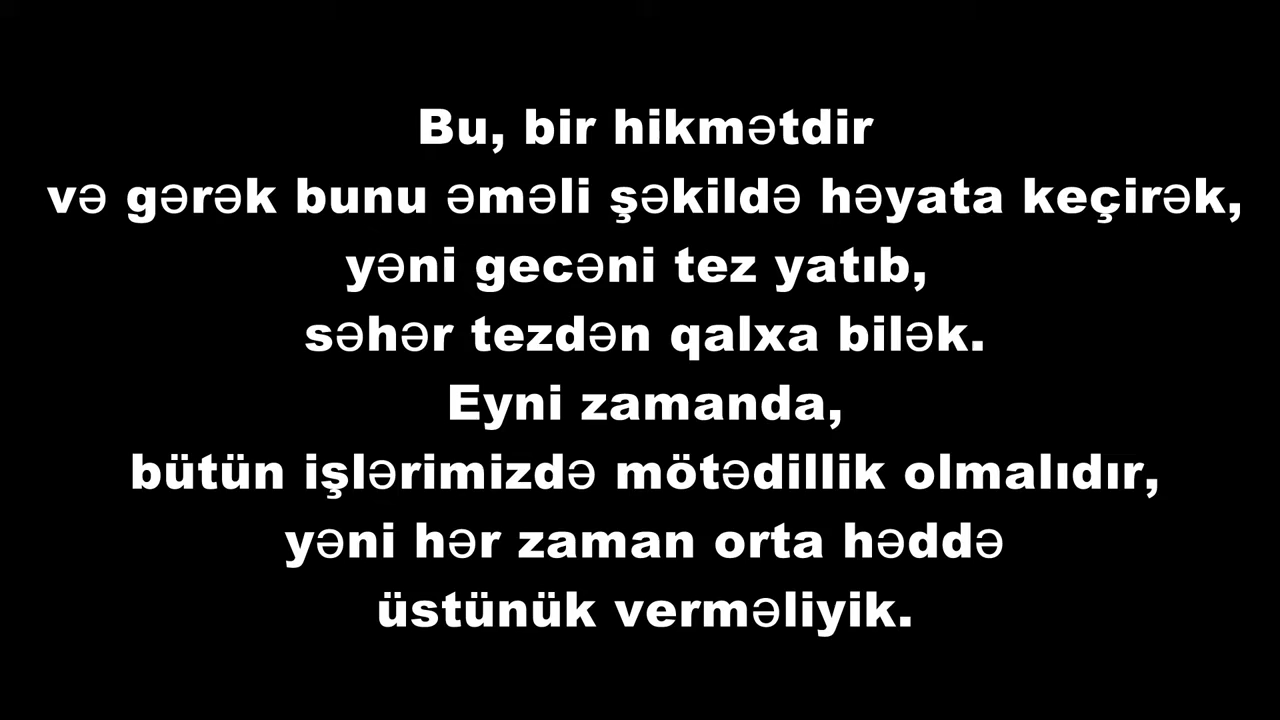 Bu, bir hikmətdir
və gərək bunu əməli şəkildə həyata keçirək,
yəni gecəni tez yatıb,
səhər tezdən qalxa bilək.
Eyni zamanda,
bütün işlərimizdə mötədillik olmalıdır,
yəni hər zaman orta həddə
üstünük verməliyik.